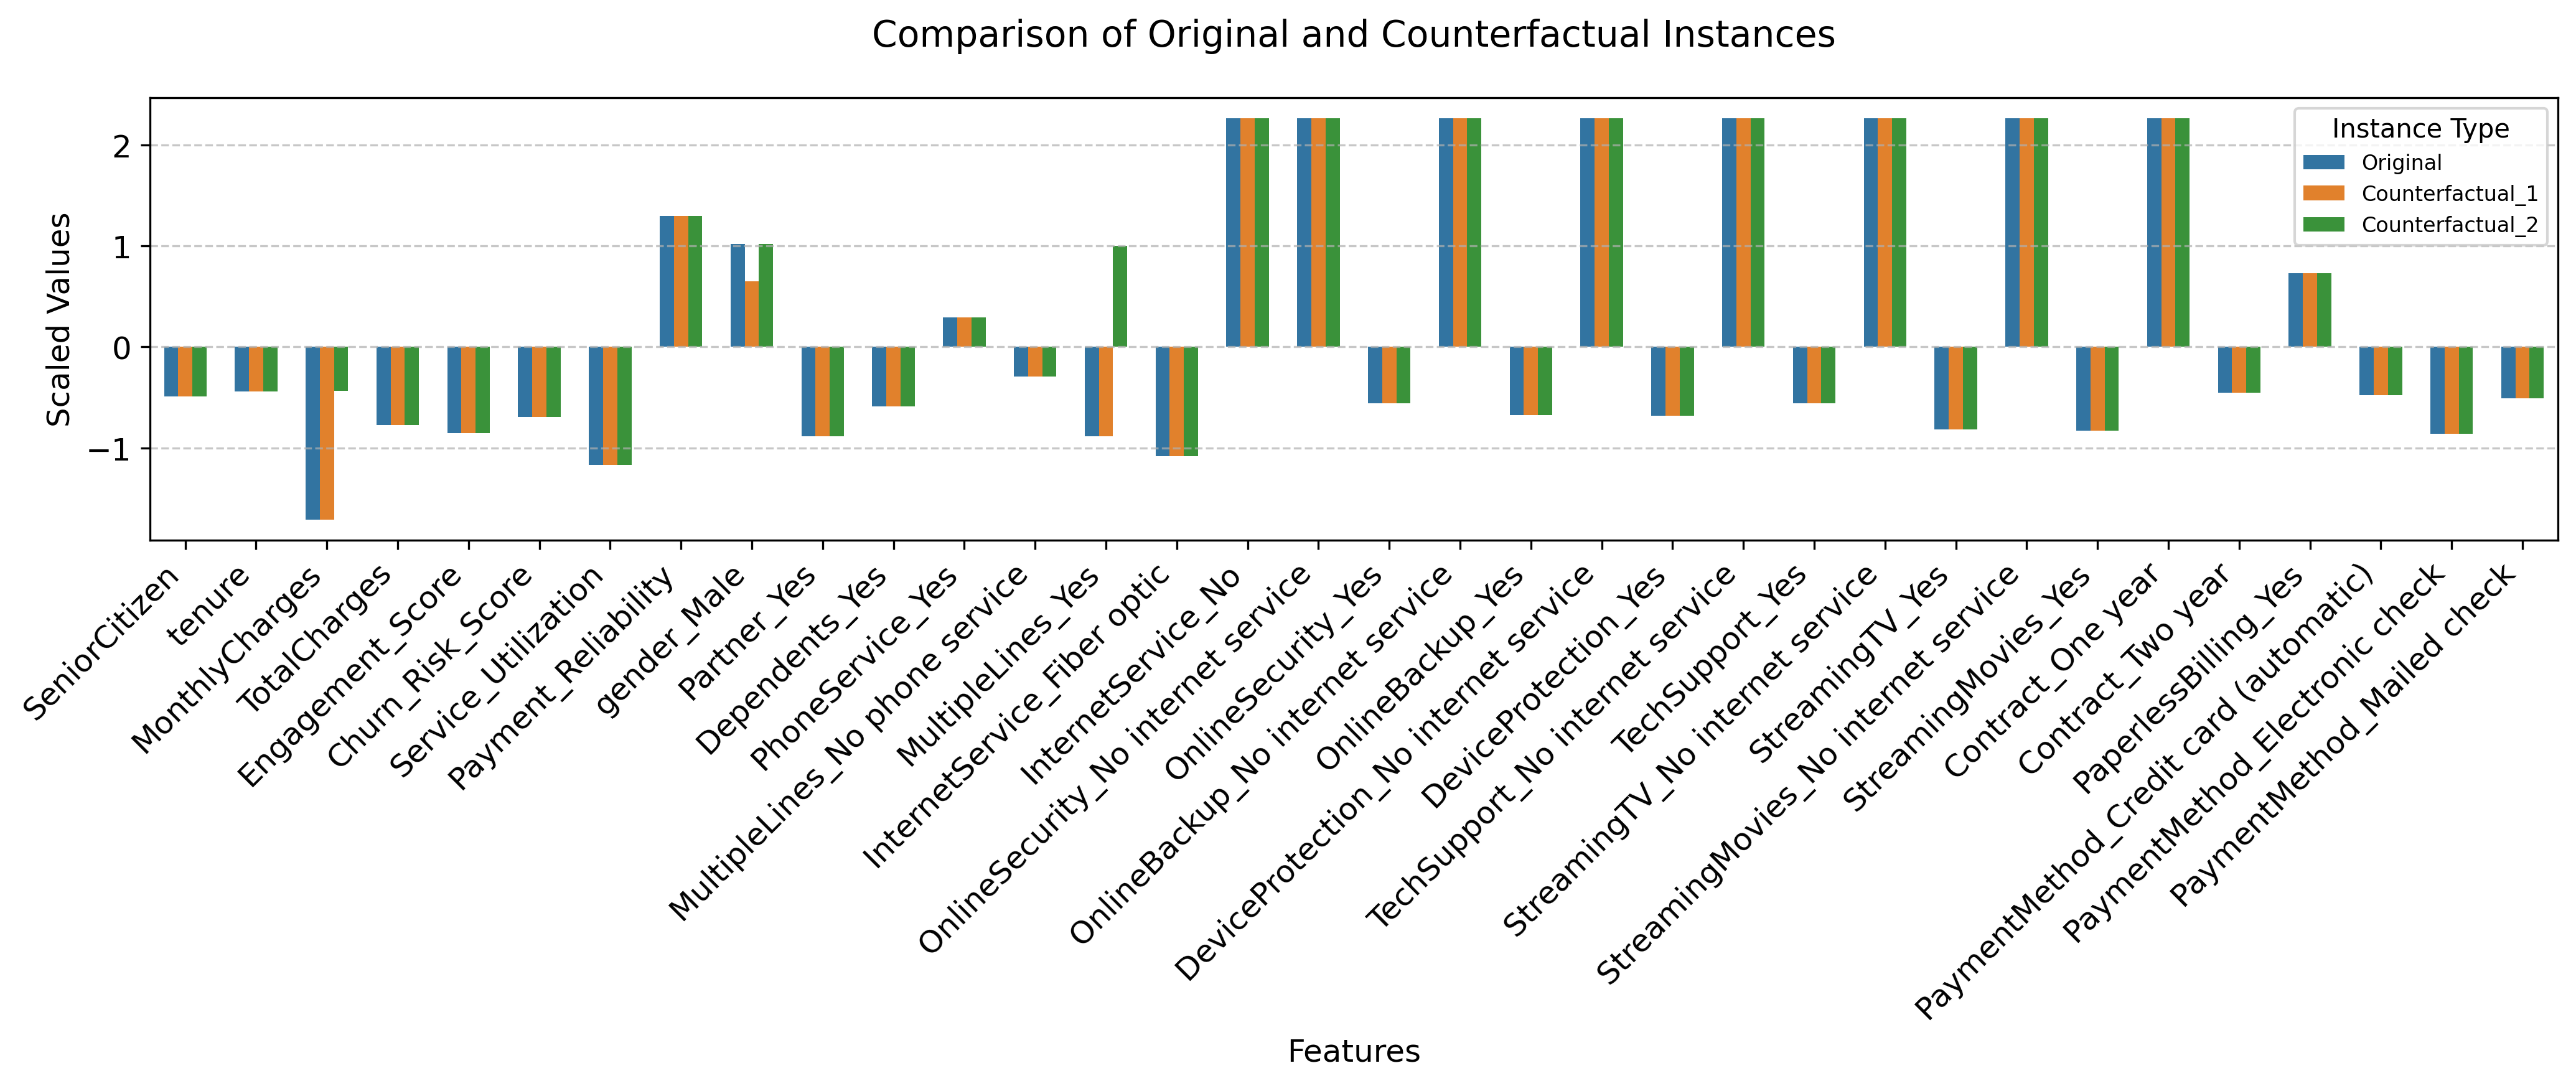 Comparison of Original and Counterfactual Instances
Scaled Values
2
1
0
−1
Instance Type
Original
Counterfactual_1
Counterfactual_2
SeniorCitizen
tenure
MonthlyCharges
TotalCharges
Engagement_Score
Churn_Risk_Score
Service_Utilization
Payment_Reliability
gender_Male
Partner_Yes
Dependents_Yes
PhoneService_Yes
MultipleLines_No phone service
MultipleLines_Yes
InternetService_Fiber optic
InternetService_No
OnlineSecurity_No internet service
OnlineSecurity_Yes
OnlineBackup_No internet service
OnlineBackup_Yes
DeviceProtection_No internet service
DeviceProtection_Yes
TechSupport_No internet service
TechSupport_Yes
StreamingTV_No internet service
StreamingTV_Yes
StreamingMovies_No internet service
StreamingMovies_Yes
Contract_One year
Contract_Two year
PaperlessBilling_Yes
PaymentMethod_Credit card (automatic)
PaymentMethod_Electronic check
PaymentMethod_Mailed check
Features